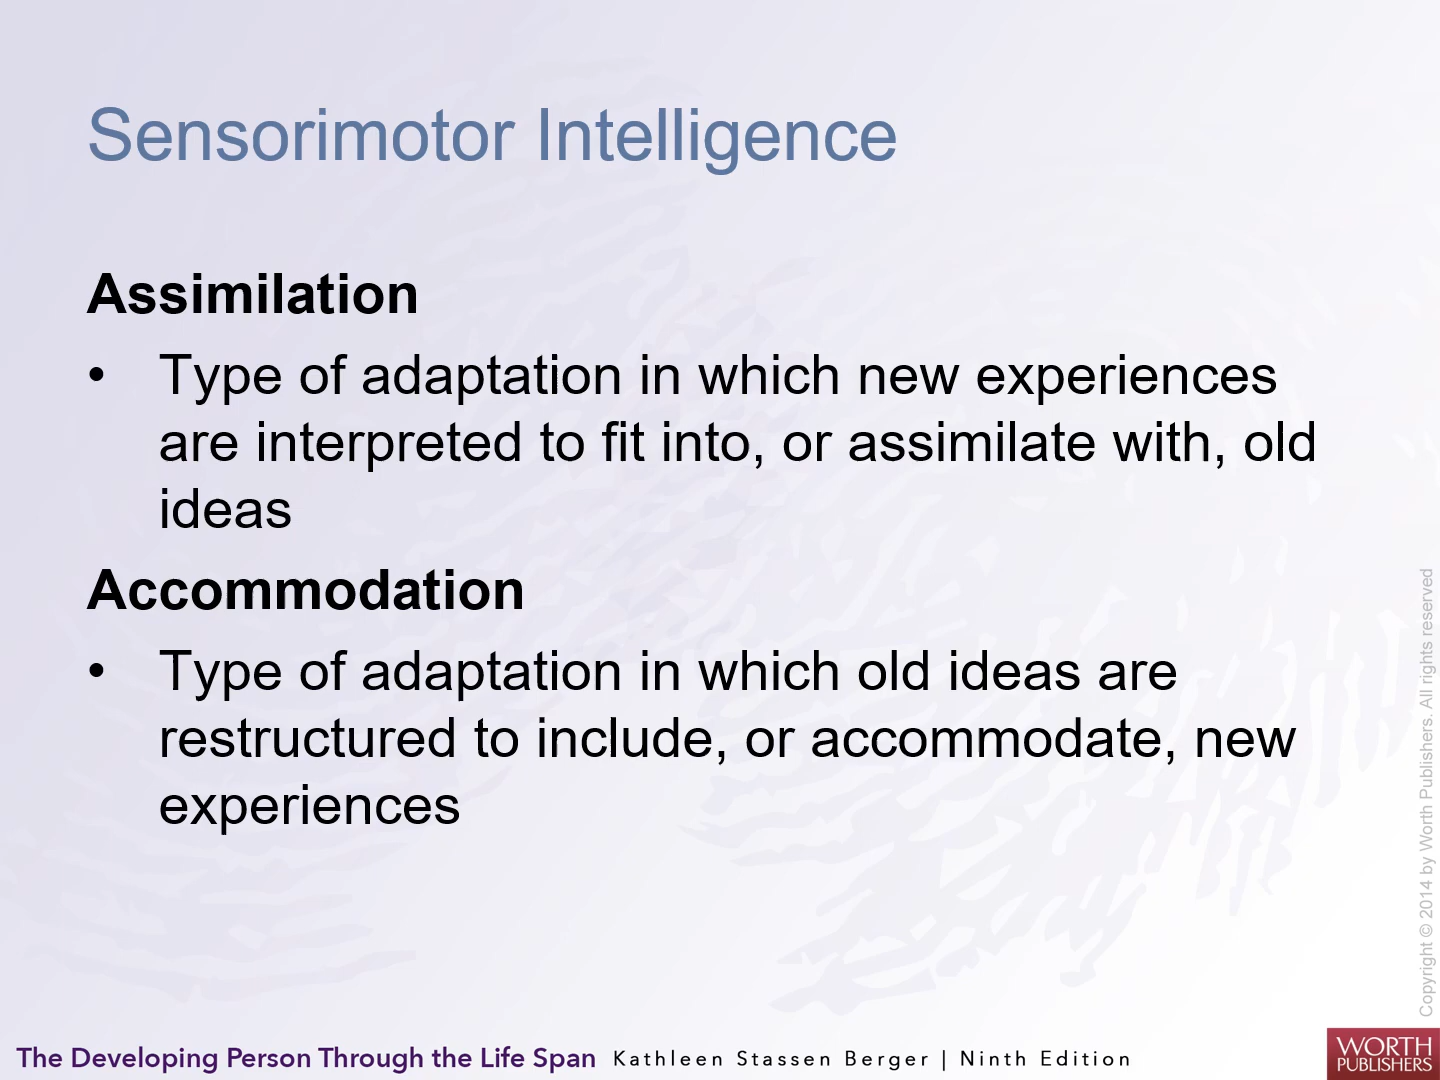 Sensorimotor Intelligence
Assimilation
• Type of adaptation in which new experiences
are interpreted to fit into, or assimilate with, old
ideas
Accommodation
• Type of adaptation in which old ideas are
restructured to include, or accommodate, new
experiences
Copyright © 2014 by Worth Publishers. All rights reserved
The Developing Person Through the Life Span Kathleen Stassen Berger | Ninth Edition
WORTH
PUBLISHERS